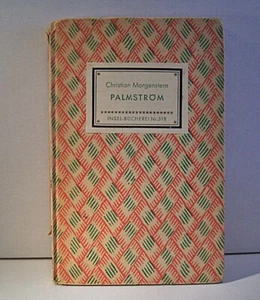 Christian Morgenstern
PALMSTRÖM
INSEL-BÜCHEREI Nr. 318